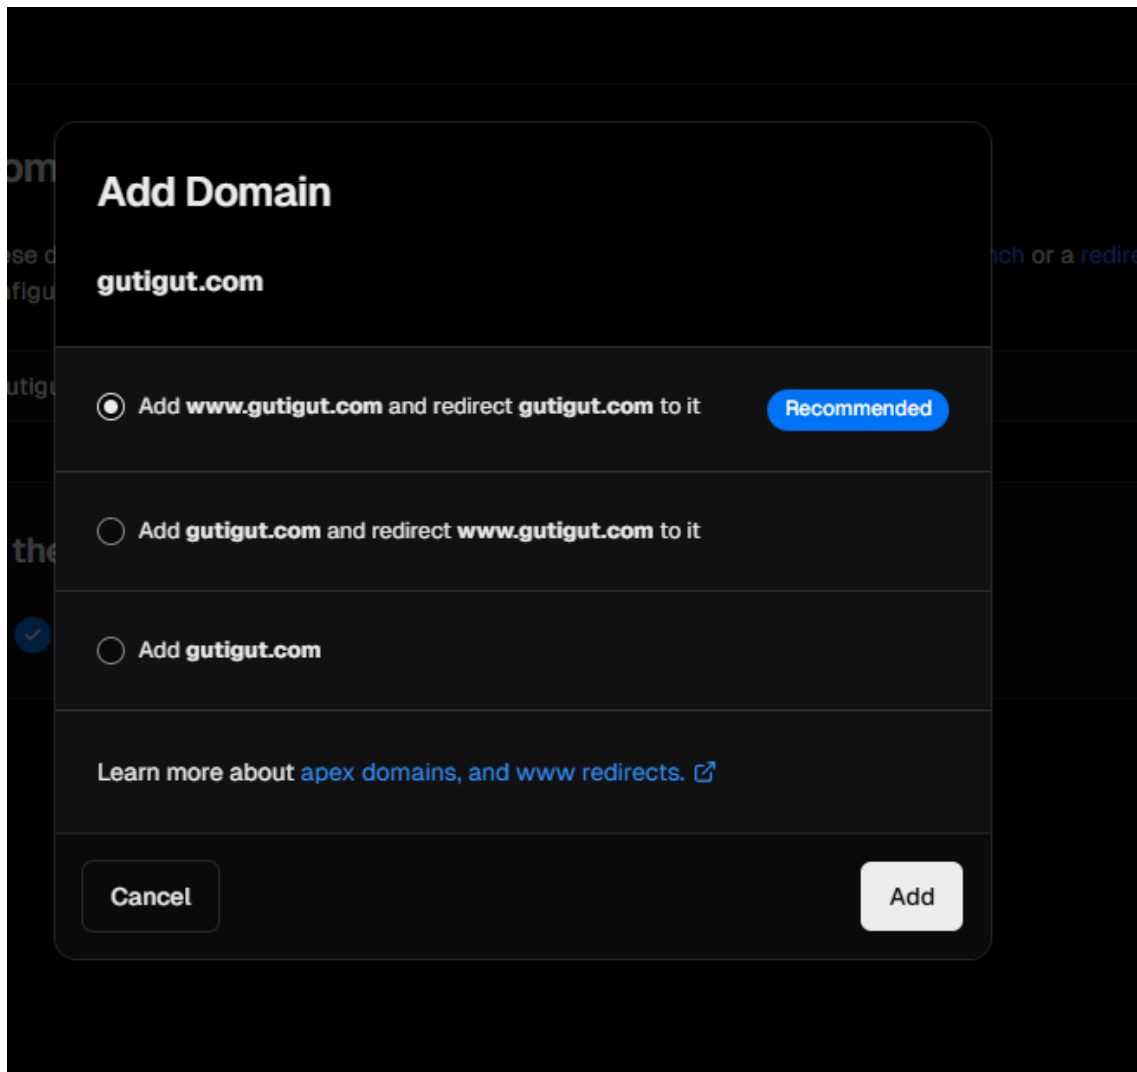 Add Domain
gutigut.com
or a
Add www.gutigut.com and redirect gutigut.com to it
Recommended
Add gutigut.com and redirect www.gutigut.com to it
the
Add gutigut.com
Learn more about apex domains, and www redirects.
Cancel
Add